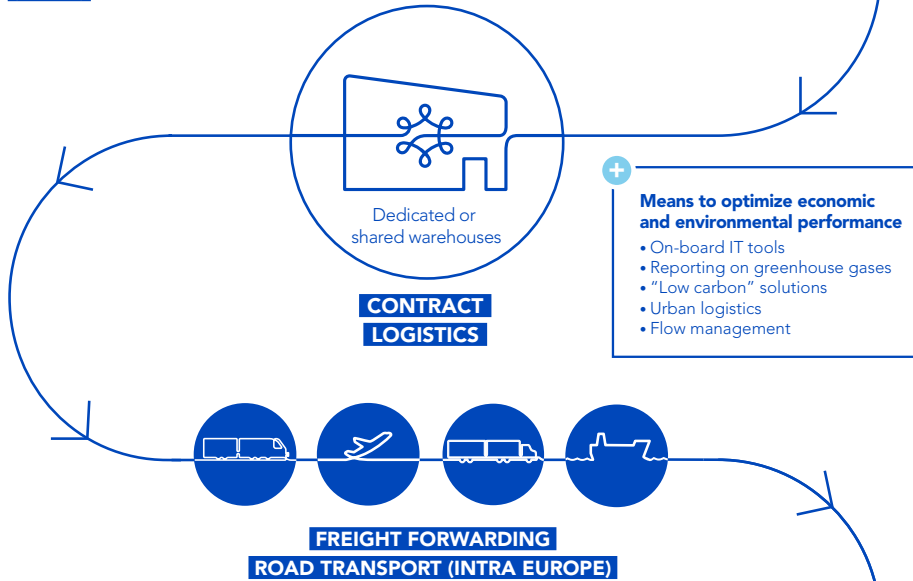 Dedicated or
shared warehouses
CONTRACT
LOGISTICS
Means to optimize economic
and environmental performance
• On-board IT tools
• Reporting on greenhouse gases
• “Low carbon” solutions
• Urban logistics
• Flow management
FREIGHT FORWARDING
ROAD TRANSPORT (INTRA EUROPE)